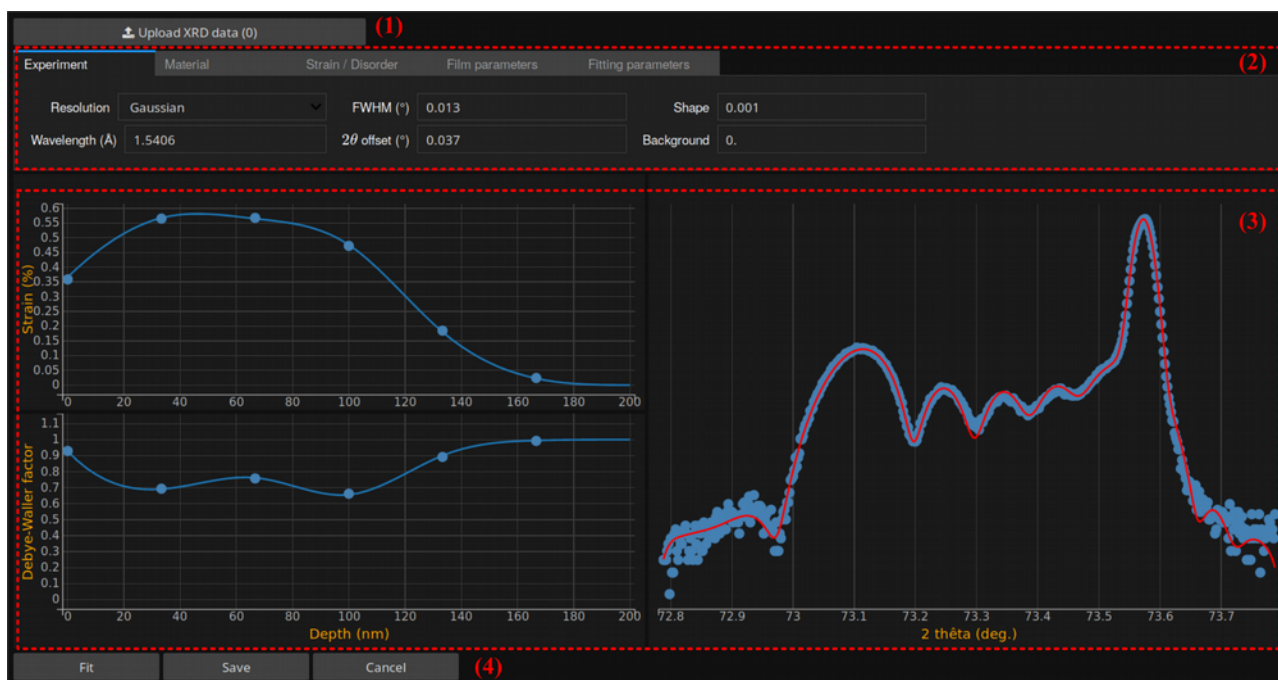 Upload XRD data (0)
(1)
Experiment Material Strain / Disorder Film parameters Fitting parameters
(2)
Resolution Gaussian FWHM (°) 0.013 Shape 0.001
Wavelength (Å) 1.5406 2θ offset (°) 0.037 Background 0.
(3)
Strain (%)
0.6
0.55
0.5
0.45
0.4
0.35
0.3
0.25
0.2
0.15
0.1
0.05
0
0 20 40 60 80 100 120 140 160 180 200
Debye-Waller factor
1.1
1
0.9
0.8
0.7
0.6
0.5
0.4
0.3
0.2
0.1
0
0 20 40 60 80 100 120 140 160 180 200
Depth (nm)
72.8 72.9 73 73.1 73.2 73.3 73.4 73.5 73.6 73.7
2 thêta (deg.)
Fit Save Cancel
(4)